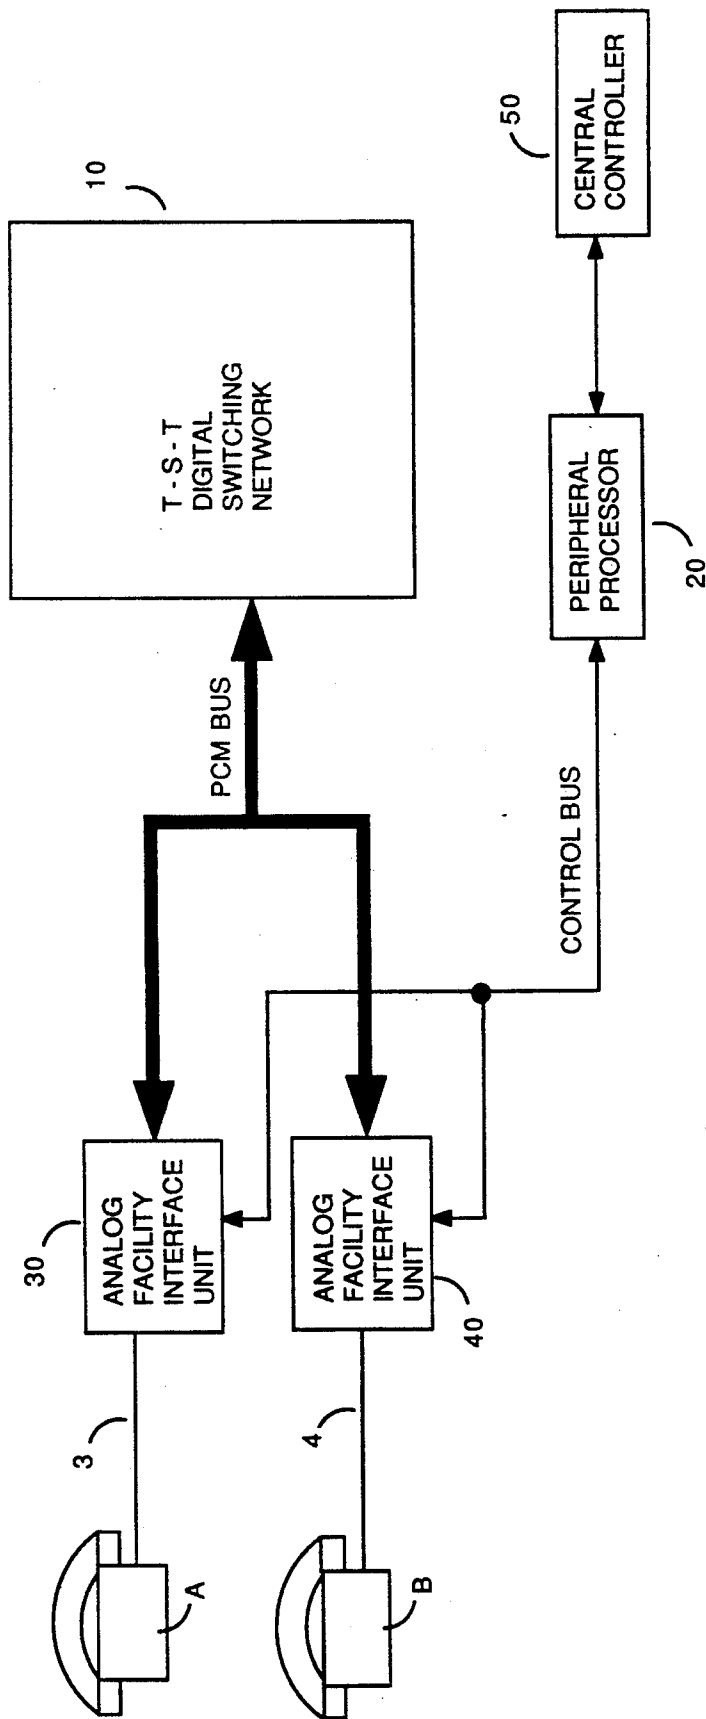 10
T - S - T
DIGITAL
SWITCHING
NETWORK
50
CENTRAL
CONTROLLER
PCM BUS
PERIPHERAL
PROCESSOR
20
CONTROL BUS
30
ANALOG
FACILITY
INTERFACE
UNIT
ANALOG
FACILITY
INTERFACE
UNIT
40
3
4
A
B